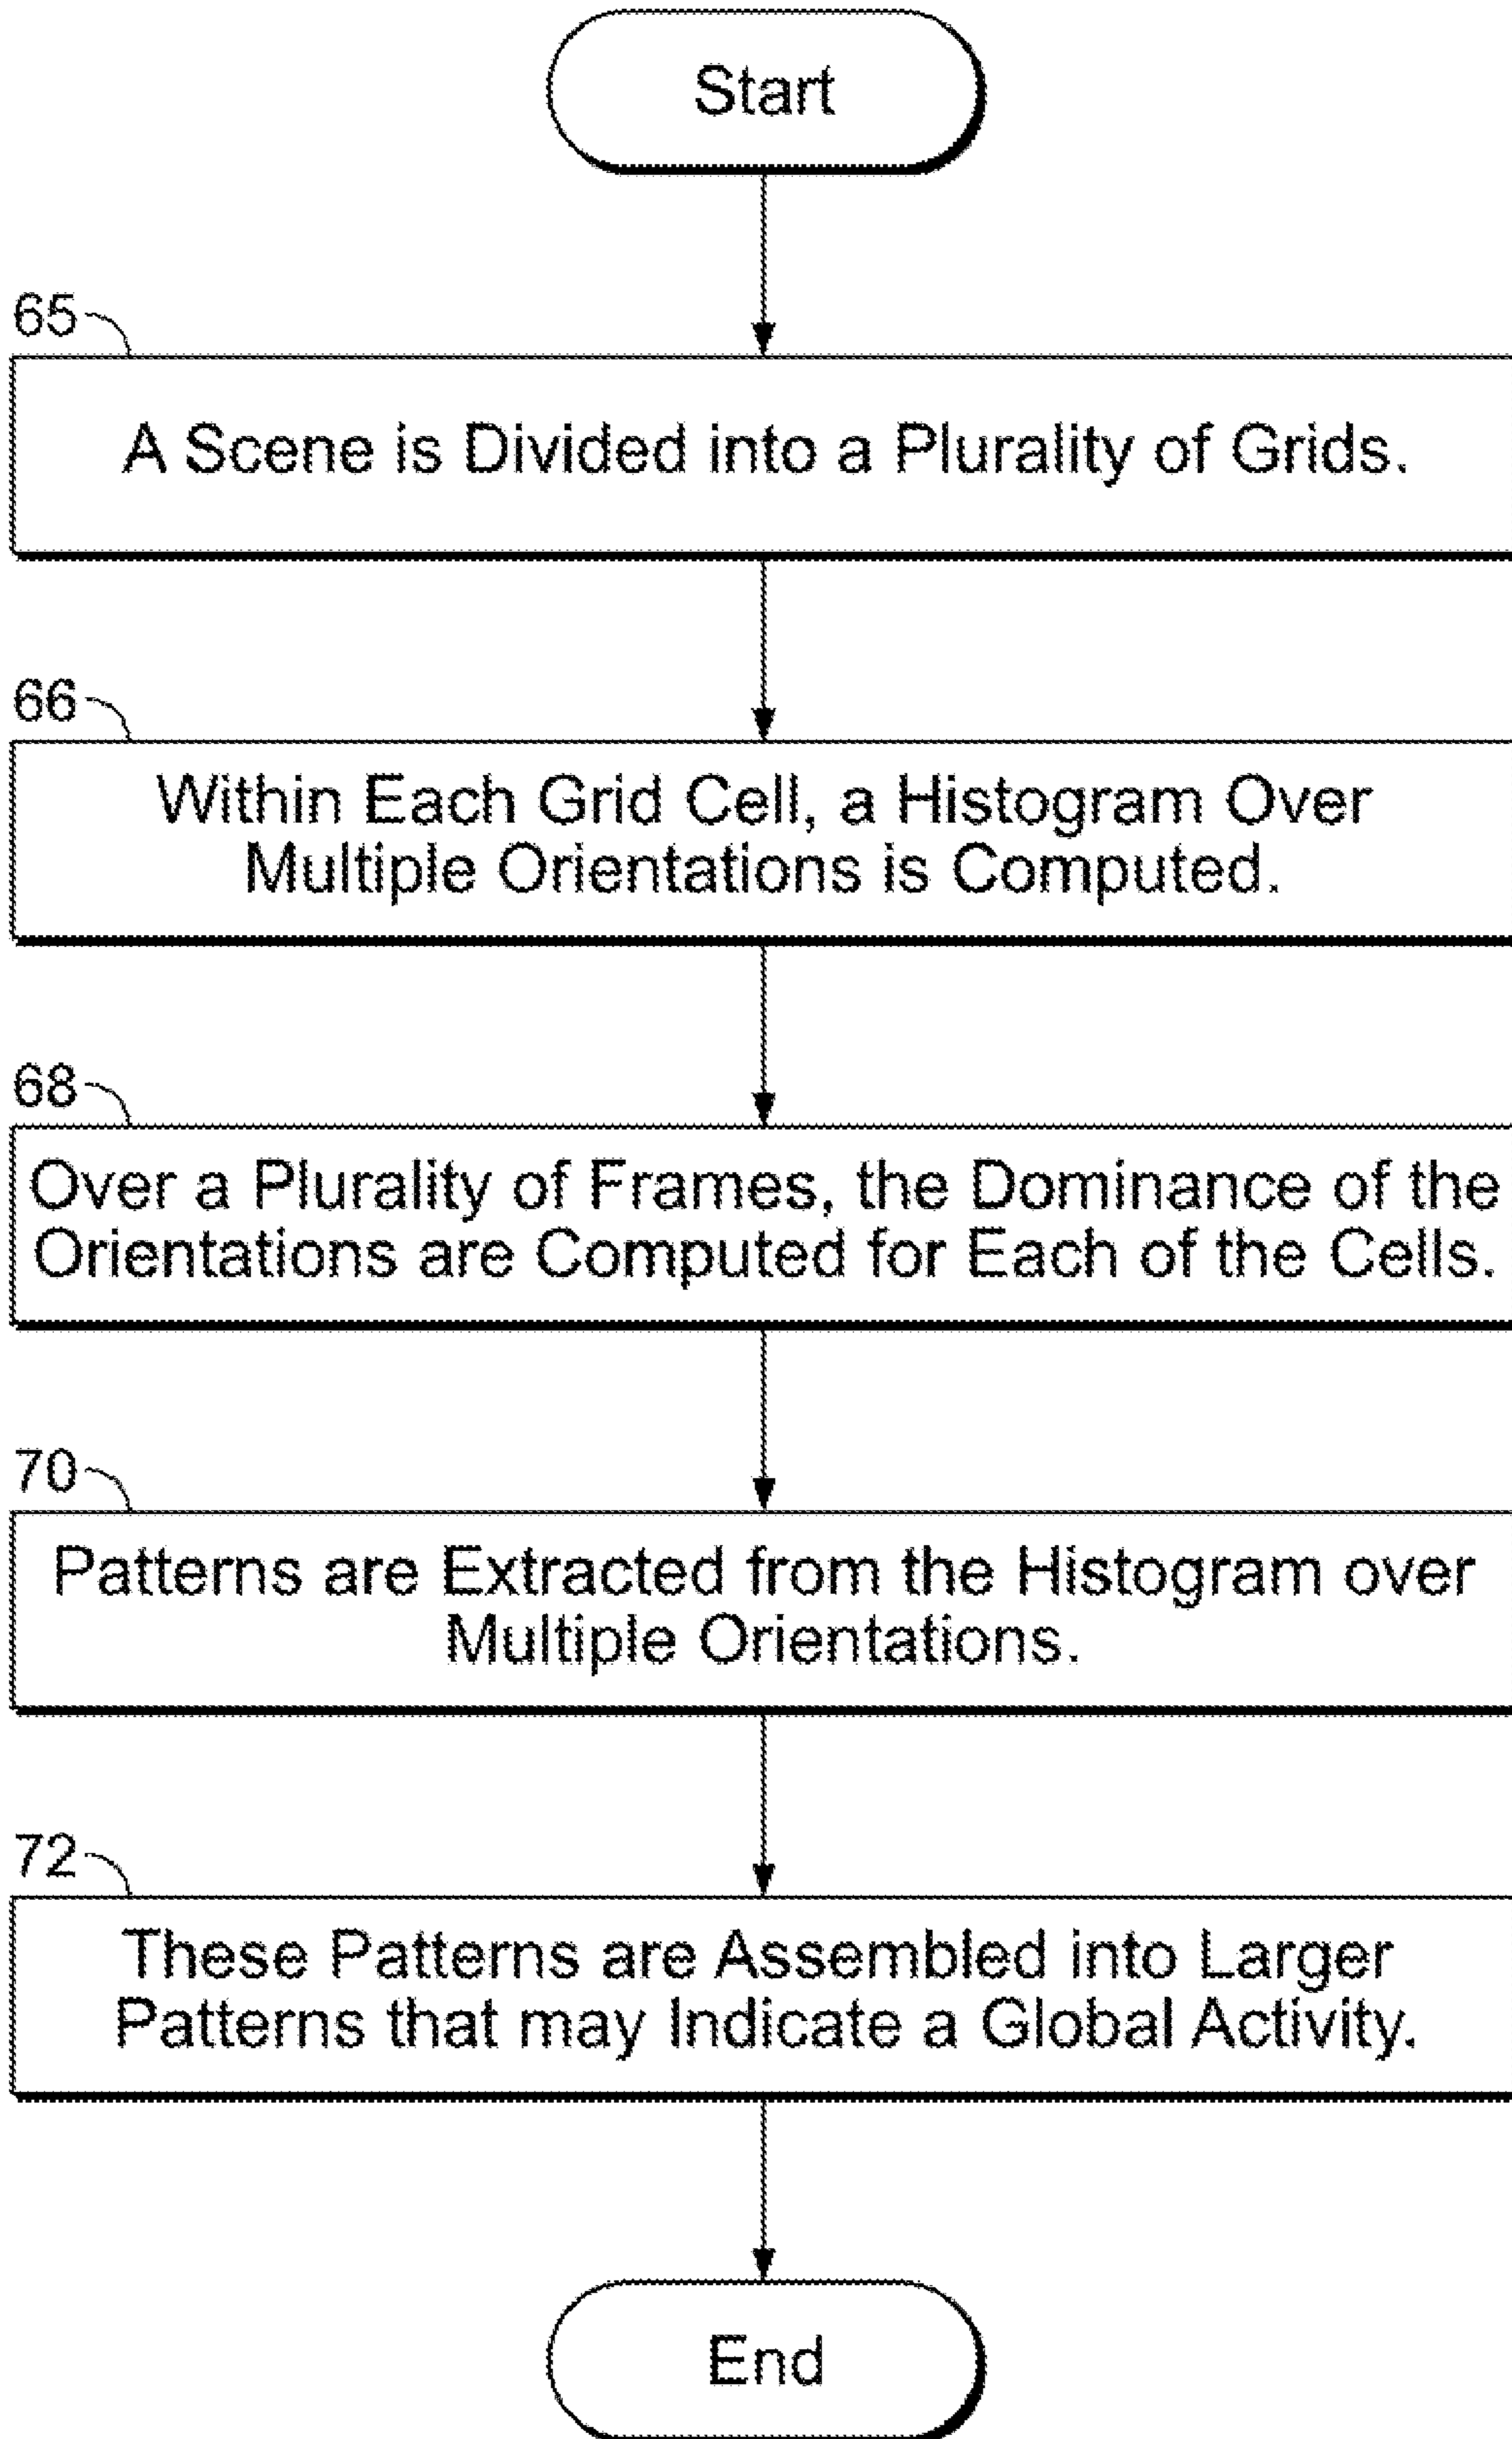 Start
65
A Scene is Divided into a Plurality of Grids.
66
Within Each Grid Cell, a Histogram Over
Multiple Orientations is Computed.
68
Over a Plurality of Frames, the Dominance of the
Orientations are Computed for Each of the Cells.
70
Patterns are Extracted from the Histogram over
Multiple Orientations.
72
These Patterns are Assembled into Larger
Patterns that may Indicate a Global Activity.
End